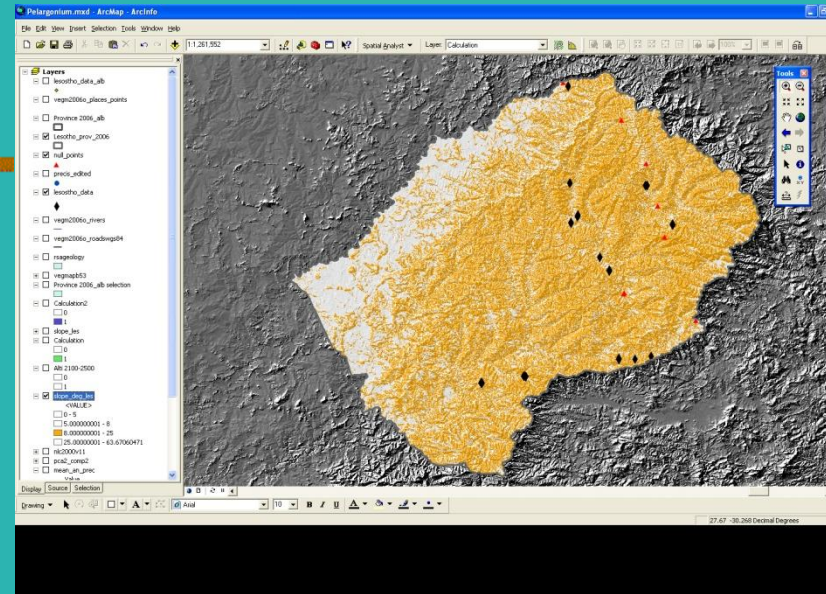 Pelargonium.mxd - ArcMap - ArcInfo
File Edit View Insert Selection Tools Window Help
1:1,261,552 Spatial Analyst Layer: Calculation 100%
Layers
lesostho_data_alb
vegm2006o_places_points
Province 2006_alb
Lesotho_prov_2006
null_points
precis_edited
lesostho_data
vegm2006o_rivers
vegm2006o_roadswgs84
rsageology
vegmapb53
Province 2006_alb selection
Calculation2
0
1
slope_les
Calculation
0
1
Alti 2100-2500
0
1
slope_deg_les
<VALUE>
0 - 5
5.000000001 - 8
8.000000001 - 25
25.00000001 - 63.67060471
nlc2000v11
pca2_comp2
mean_an_prec
Value
Display Source Selection
Tools
Drawing A Arial 10 B I U A
27.67 -30.268 Decimal Degrees